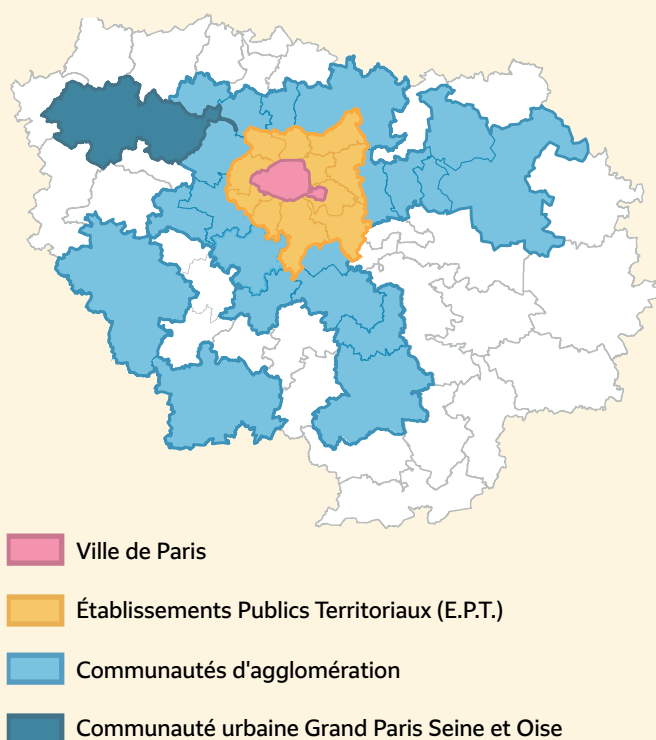 Ville de Paris
Établissements Publics Territoriaux (E.P.T.)
Communautés d'agglomération
Communauté urbaine Grand Paris Seine et Oise